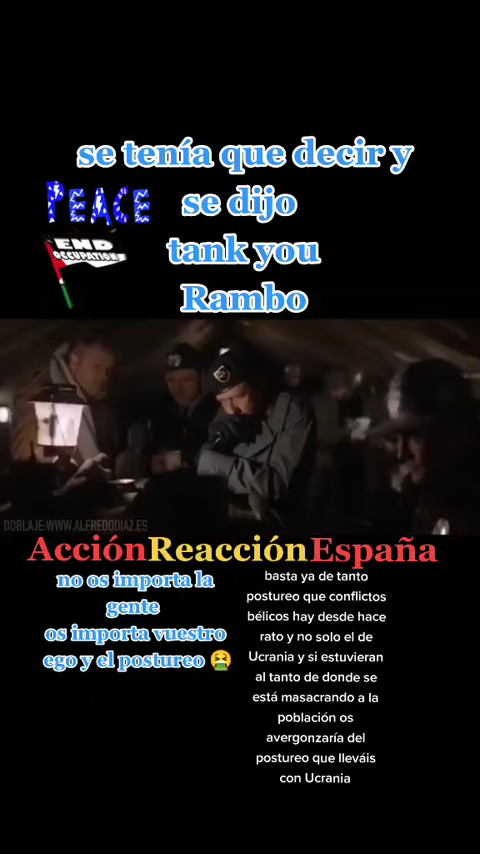 se tenía que decir y
se dijo
tank you
Rambo
PEACE
END
OCCUPATION
DOBLAJE:WWW.ALFREDODIAZ.ES
AcciónReacciónEspaña
no os importa la
gente
os importa vuestro
ego y el postureo 🤮
basta ya de tanto
postureo que conflictos
bélicos hay desde hace
rato y no solo el de
Ucrania y si estuvieran
al tanto de donde se
está masacrando a la
población os
avergonzaría del
postureo que lleváis
con Ucrania